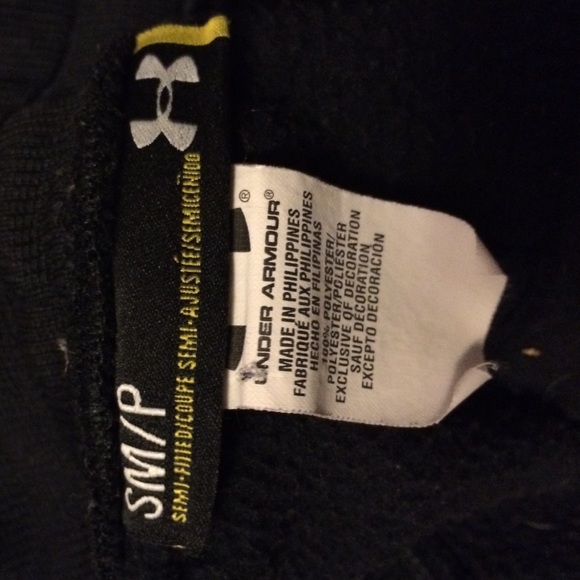 SM/P
SEMI-FITTED/COUPE SEMI-AJUSTÉE/SEMICEÑIDO
®
UNDER ARMOUR®
MADE IN PHILIPPINES
FABRIQUÉ AUX PHILIPPINES
HECHO EN FILIPINAS
100% POLYESTER/
POLYESTER/POLIÉSTER
EXCLUSIVE OF DECORATION
SAUF DÉCORATION
EXCEPTO DECORACIÓN